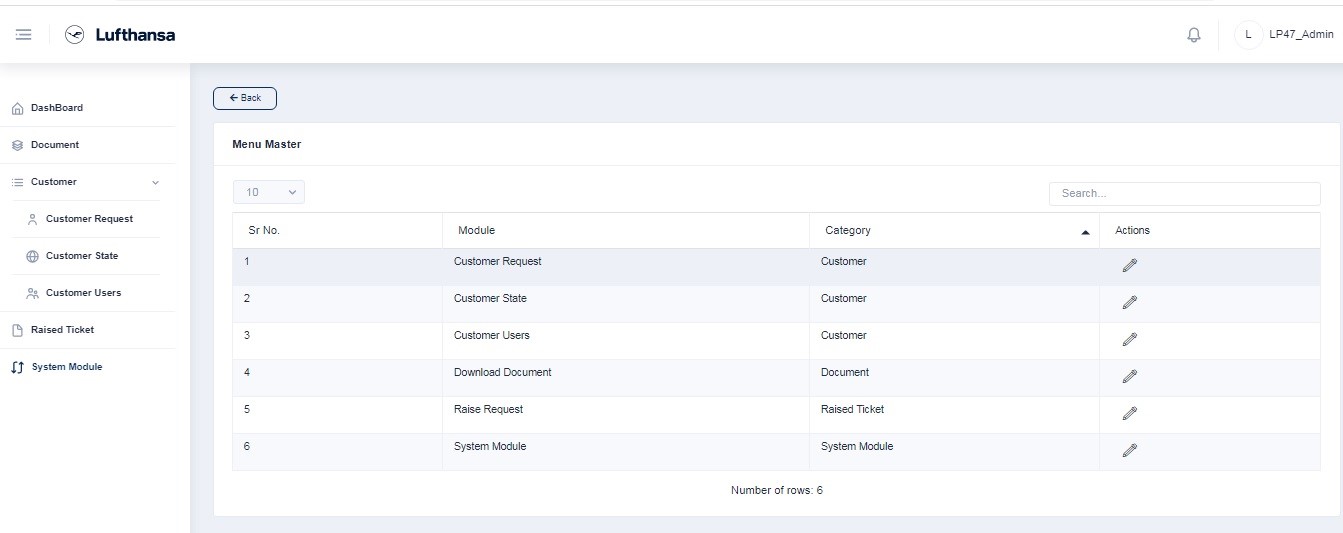 Lufthansa
L LP47_Admin
DashBoard
Document
Customer
Customer Request
Customer State
Customer Users
Raised Ticket
System Module
Back
Menu Master
10 Search...
Sr No. Module Category Actions
1 Customer Request Customer
2 Customer State Customer
3 Customer Users Customer
4 Download Document Document
5 Raise Request Raised Ticket
6 System Module System Module
Number of rows: 6